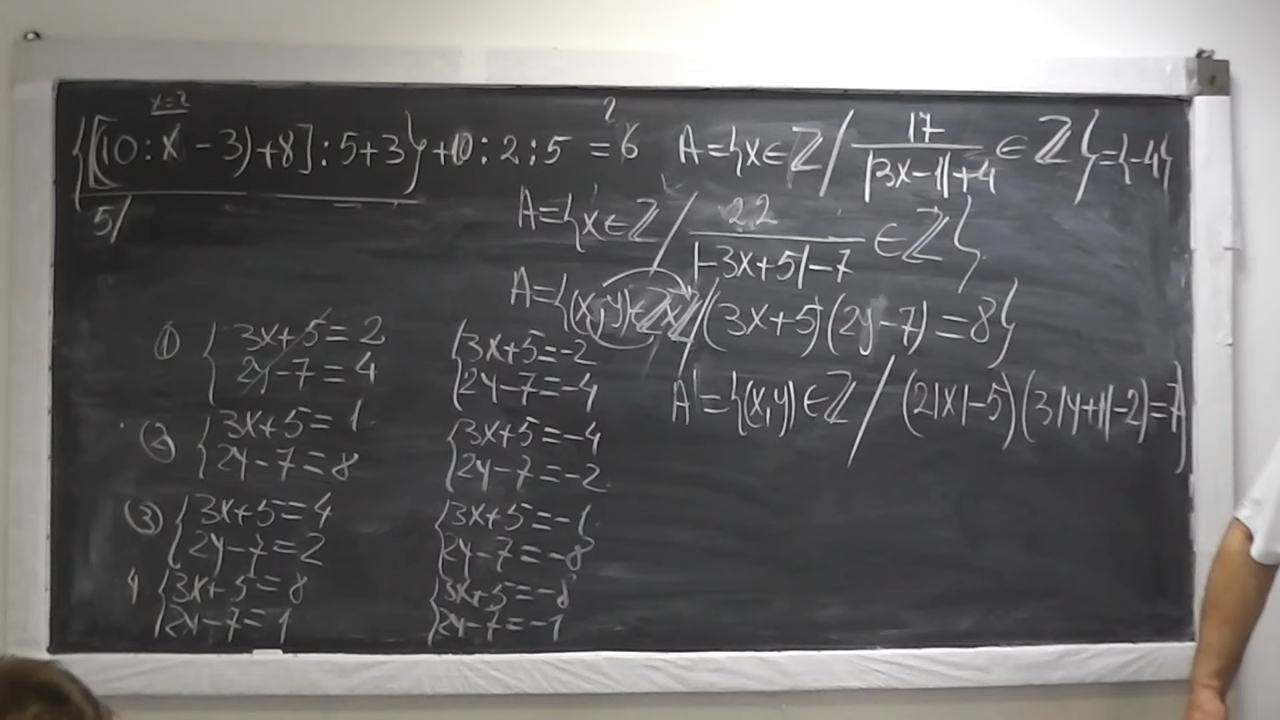 x=2
{[(10:x-3)+8]:5+3}+10:2:5 ?=6
5/
A={x∈Z/ 17/(|3x-1|+4) ∈Z}={-4}
A={x∈Z/ 22/(|-3x+5|-7) ∈Z}
A={(x,y)∈Z×Z/(3x+5)(2y-7)=8}
A={(x,y)∈Z/(2|x|-5)(3|y+1|-2)=7}
① { 3x+5=2
2y-7=4
{ 3x+5=-2
2y-7=-4
② { 3x+5=1
2y-7=8
{ 3x+5=-4
2y-7=-2
③ { 3x+5=4
2y-7=2
{ 3x+5=-1
2y-7=-8
4 { 3x+5=8
2y-7=1
{ 3x+5=-8
2y-7=-1